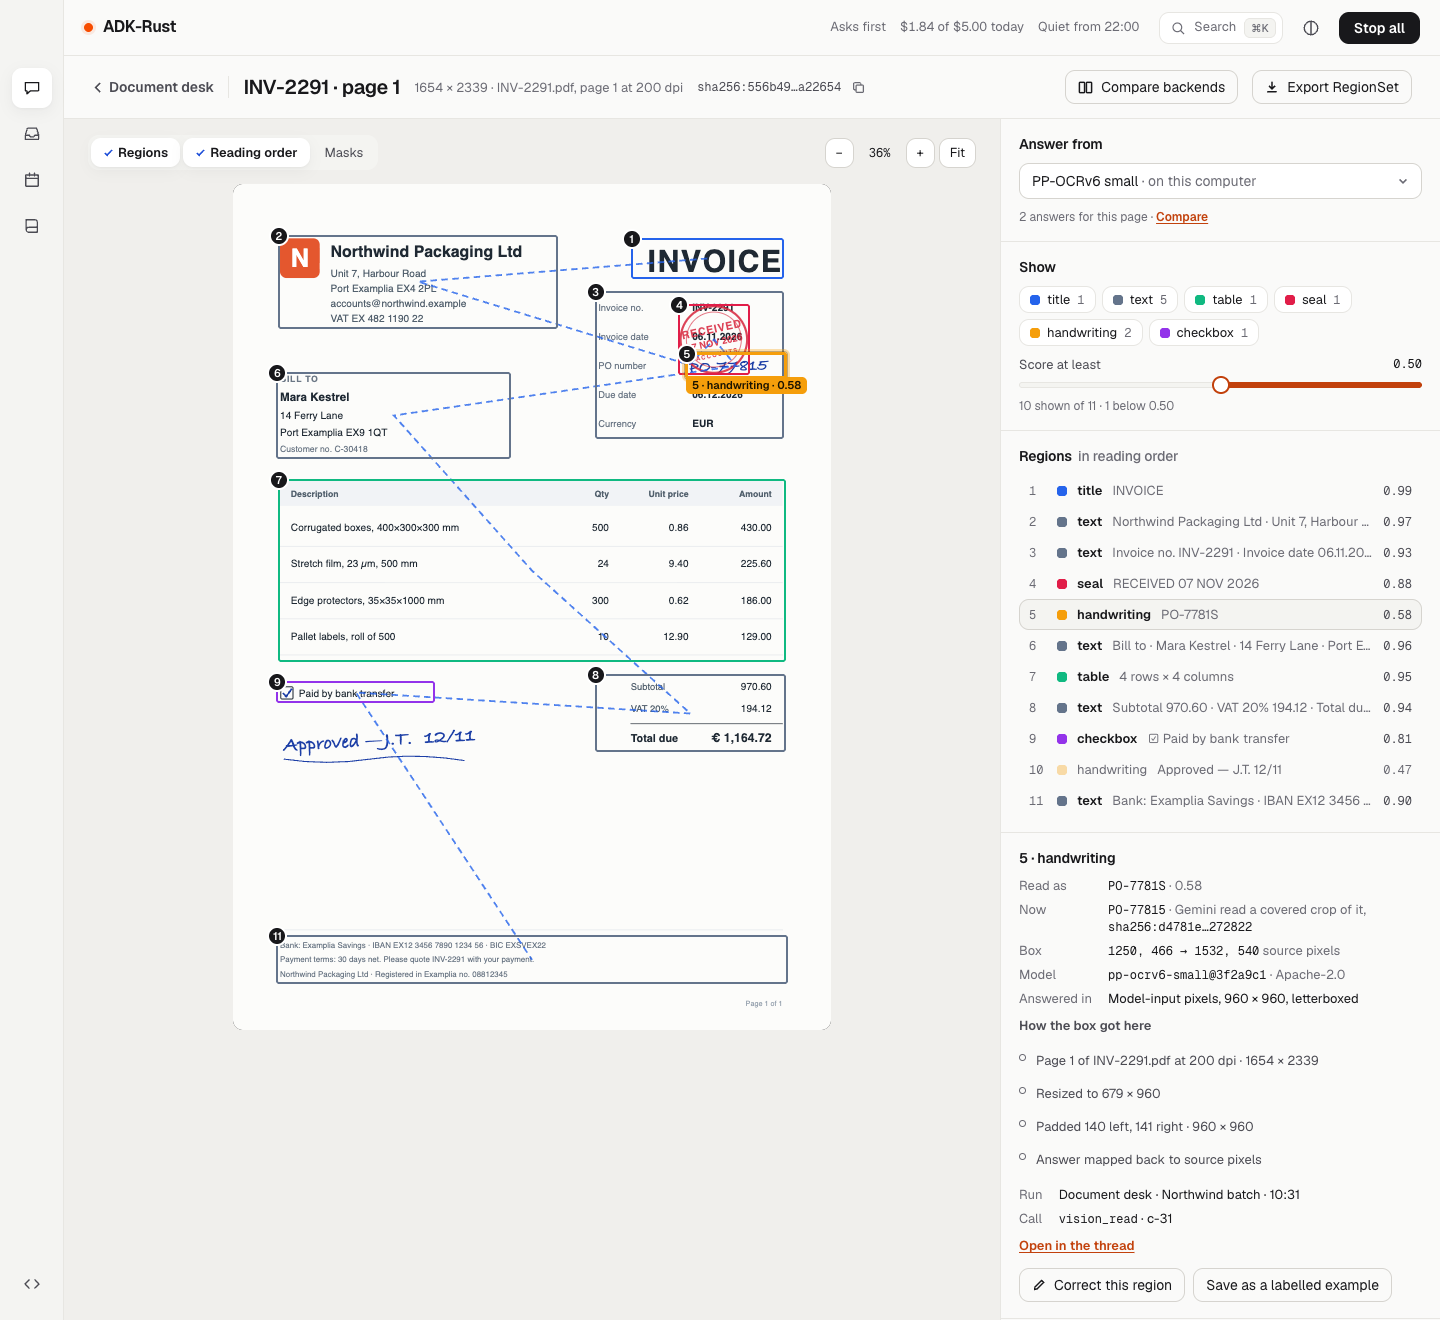 ADK-Rust
Asks first $1.84 of $5.00 today Quiet from 22:00 Search ⌘K Stop all
Document desk INV-2291 · page 1 1654 × 2339 · INV-2291.pdf, page 1 at 200 dpi sha256:556b49…a22654 Compare backends Export RegionSet
Regions Reading order Masks
− 36% + Fit
1
INVOICE
2
N
Northwind Packaging Ltd
Unit 7, Harbour Road
Port Examplia EX4 2PL
accounts@northwind.example
VAT EX 482 1190 22
3
Invoice no. INV-2291
Invoice date 06.11.2026
PO number PO-77815
Due date 06.12.2026
Currency EUR
4
RECEIVED
7 NOV 2026
ACCOUNTS
5
5 · handwriting · 0.58
6
BILL TO
Mara Kestrel
14 Ferry Lane
Port Examplia EX9 1QT
Customer no. C-30418
7
Description Qty Unit price Amount
Corrugated boxes, 400×300×300 mm 500 0.86 430.00
Stretch film, 23 µm, 500 mm 24 9.40 225.60
Edge protectors, 35×35×1000 mm 300 0.62 186.00
Pallet labels, roll of 500 10 12.90 129.00
8
Subtotal 970.60
VAT 20% 194.12
Total due € 1,164.72
9
Paid by bank transfer
Approved — J.T. 12/11
11
Bank: Examplia Savings · IBAN EX12 3456 7890 1234 56 · BIC EXSVEX22
Payment terms: 30 days net. Please quote INV-2291 with your payment.
Northwind Packaging Ltd · Registered in Examplia no. 08812345
Page 1 of 1
Answer from
PP-OCRv6 small · on this computer
2 answers for this page · Compare
Show
title 1 text 5 table 1 seal 1
handwriting 2 checkbox 1
Score at least 0.50
10 shown of 11 · 1 below 0.50
Regions in reading order
1 title INVOICE 0.99
2 text Northwind Packaging Ltd · Unit 7, Harbour … 0.97
3 text Invoice no. INV-2291 · Invoice date 06.11.20… 0.93
4 seal RECEIVED 07 NOV 2026 0.88
5 handwriting PO-7781S 0.58
6 text Bill to · Mara Kestrel · 14 Ferry Lane · Port E… 0.96
7 table 4 rows × 4 columns 0.95
8 text Subtotal 970.60 · VAT 20% 194.12 · Total du… 0.94
9 checkbox ☑ Paid by bank transfer 0.81
10 handwriting Approved — J.T. 12/11 0.47
11 text Bank: Examplia Savings · IBAN EX12 3456 … 0.90
5 · handwriting
Read as PO-7781S · 0.58
Now PO-77815 · Gemini read a covered crop of it,
sha256:d4781e…272822
Box 1250, 466 → 1532, 540 source pixels
Model pp-ocrv6-small@3f2a9c1 · Apache-2.0
Answered in Model-input pixels, 960 × 960, letterboxed
How the box got here
Page 1 of INV-2291.pdf at 200 dpi · 1654 × 2339
Resized to 679 × 960
Padded 140 left, 141 right · 960 × 960
Answer mapped back to source pixels
Run Document desk · Northwind batch · 10:31
Call vision_read · c-31
Open in the thread
Correct this region Save as a labelled example